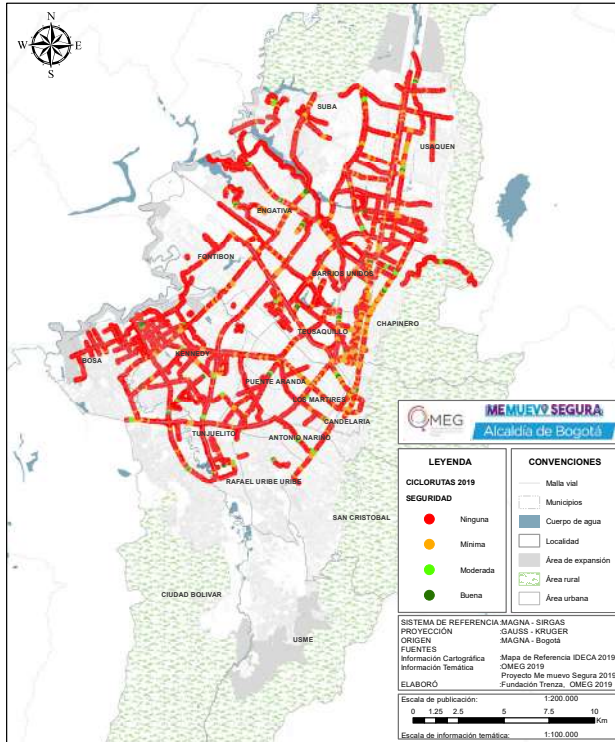 N
W
E
S
SUBA
USAQUEN
ENGATIVA
FONTIBON
BARRIOS UNIDOS
CHAPINERO
TEUSAQUILLO
KENNEDY
BOSA
PUENTE ARANDA
LOS MARTIRES
CANDELARIA
TUNJUELITO
ANTONIO NARIÑO
RAFAEL URIBE URIBE
SAN CRISTOBAL
CIUDAD BOLIVAR
USME
OMEG
ME MUEVO SEGURA
Alcaldía de Bogotá
LEYENDA
CICLORUTAS 2019
SEGURIDAD
Ninguna
Mínima
Moderada
Buena
CONVENCIONES
Malla vial
Municipios
Cuerpo de agua
Localidad
Área de expansión
Área rural
Área urbana
SISTEMA DE REFERENCIA:MAGNA - SIRGAS
PROYECCIÓN :GAUSS - KRUGER
ORIGEN :MAGNA - Bogotá
FUENTES
Información Cartográfica :Mapa de Referencia IDECA 2019
Información Temática :OMEG 2019
Proyecto Me muevo Segura 2019
ELABORÓ :Fundación Trenza, OMEG 2019
Escala de publicación: 1:200.000
0 1.25 2.5 5 7.5 10
Km
Escala de información temática: 1:100.000